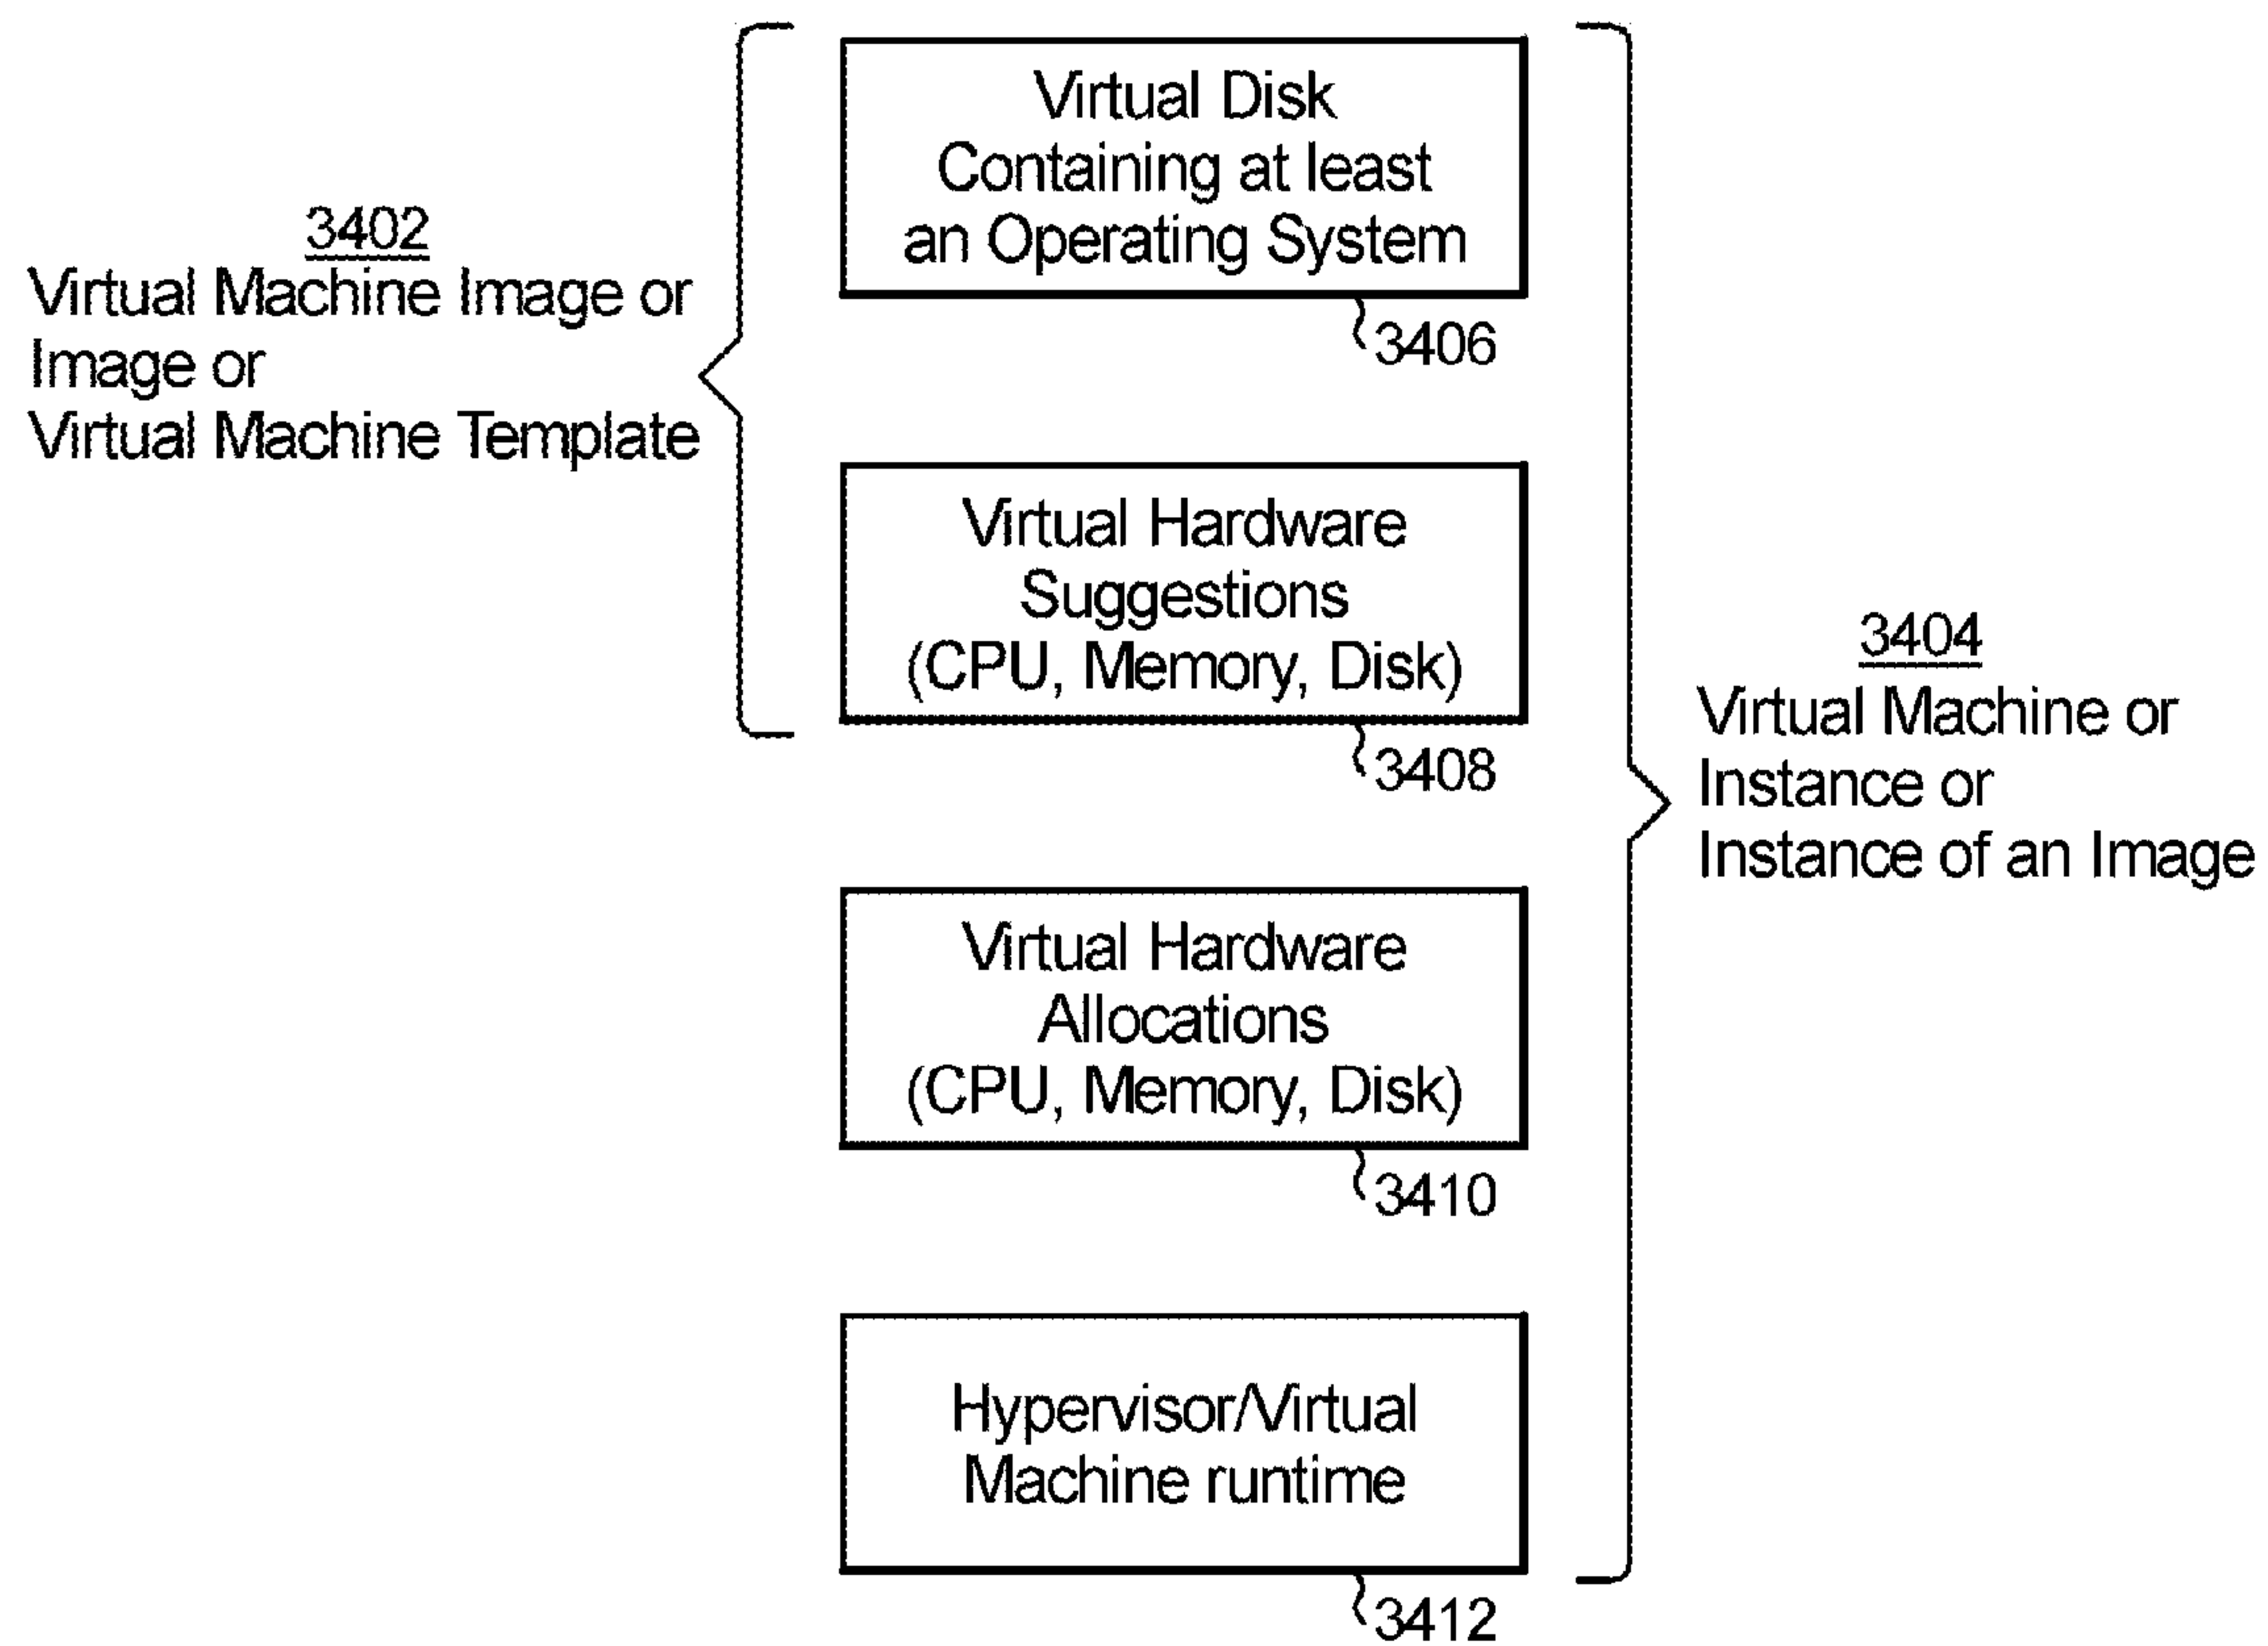 3402
Virtual Machine Image or
Image or
Virtual Machine Template
Virtual Disk
Containing at least
an Operating System
3406
Virtual Hardware
Suggestions
(CPU, Memory, Disk)
3408
Virtual Hardware
Allocations
(CPU, Memory, Disk)
3410
Hypervisor/Virtual
Machine runtime
3412
3404
Virtual Machine or
Instance or
Instance of an Image